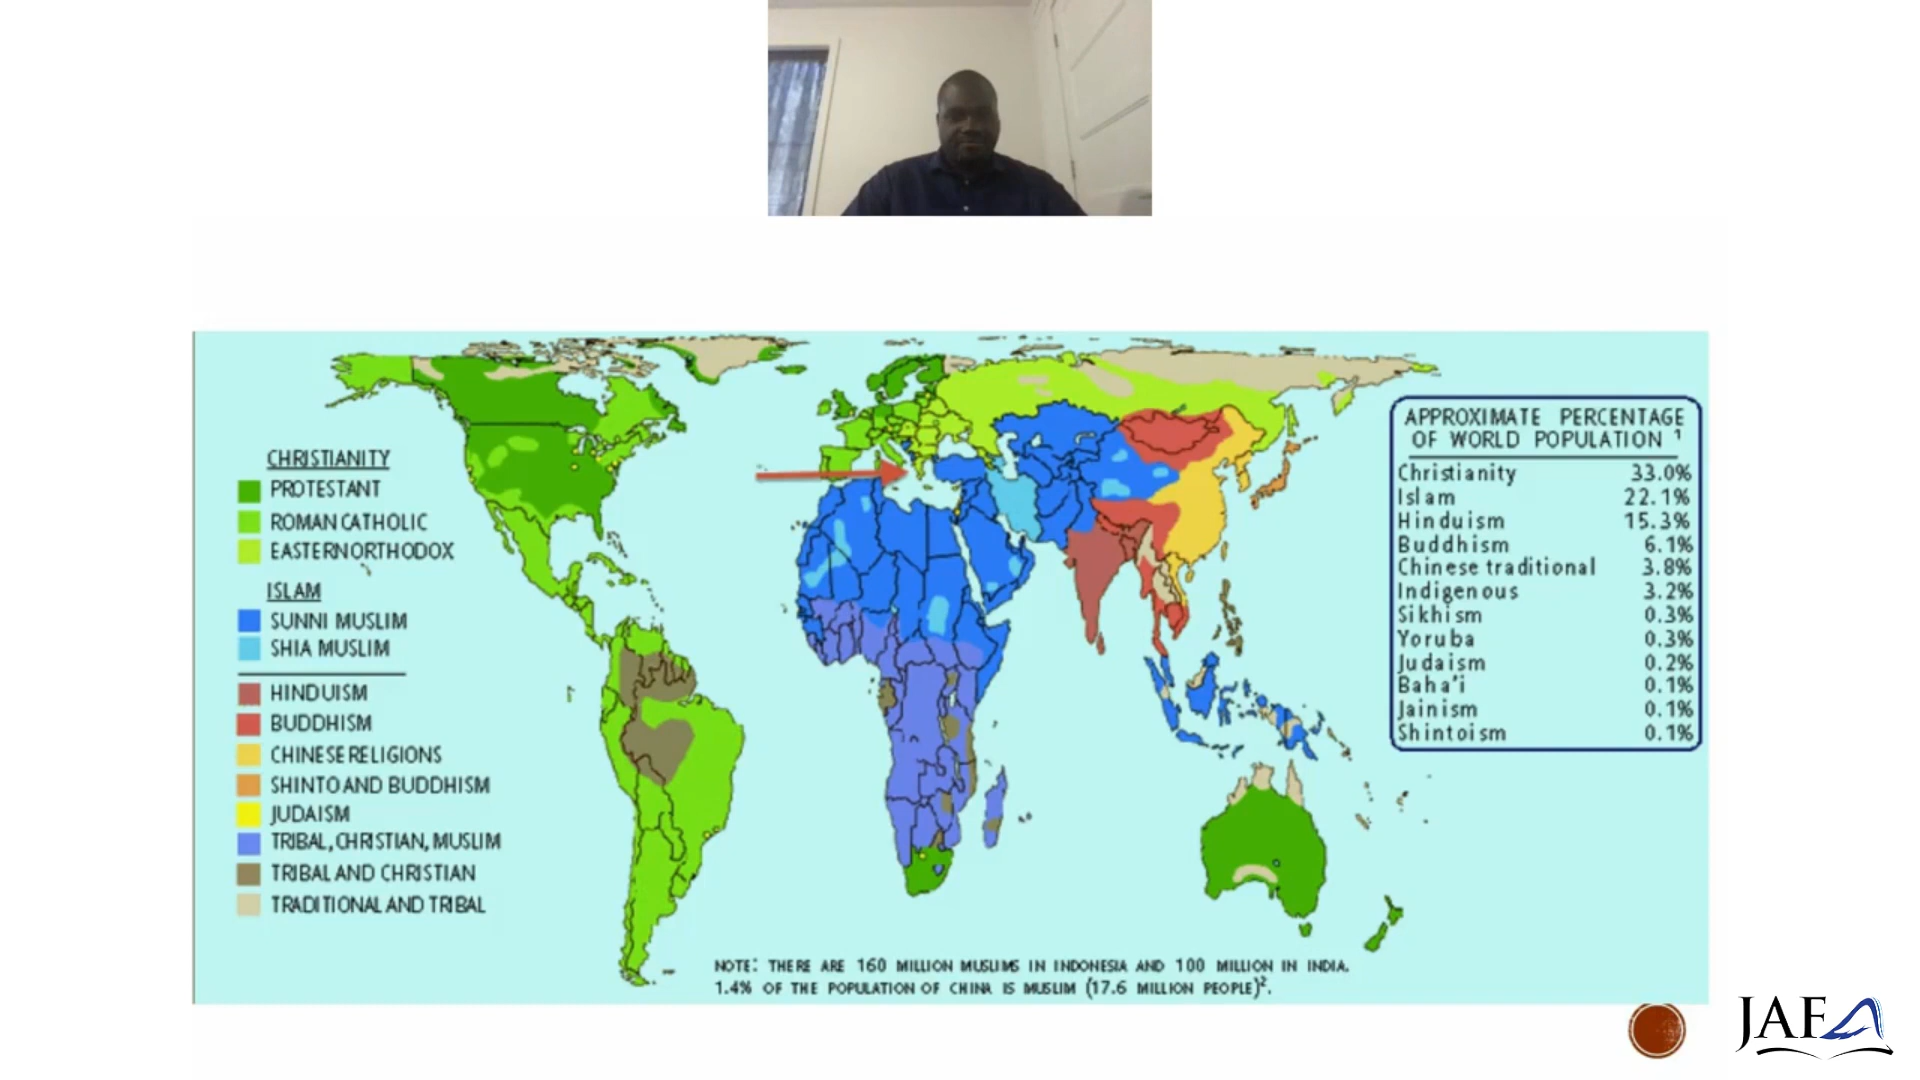 CHRISTIANITY
PROTESTANT
ROMAN CATHOLIC
EASTERN ORTHODOX
ISLAM
SUNNI MUSLIM
SHIA MUSLIM
HINDUISM
BUDDHISM
CHINESE RELIGIONS
SHINTO AND BUDDHISM
JUDAISM
TRIBAL, CHRISTIAN, MUSLIM
TRIBAL AND CHRISTIAN
TRADITIONAL AND TRIBAL
APPROXIMATE PERCENTAGE
OF WORLD POPULATION 1
Christianity 33.0%
Islam 22.1%
Hinduism 15.3%
Buddhism 6.1%
Chinese traditional 3.8%
Indigenous 3.2%
Sikhism 0.3%
Yoruba 0.3%
Judaism 0.2%
Baha'i 0.1%
Jainism 0.1%
Shintoism 0.1%
NOTE: THERE ARE 160 MILLION MUSLIMS IN INDONESIA AND 100 MILLION IN INDIA.
1.4% OF THE POPULATION OF CHINA IS MUSLIM (17.6 MILLION PEOPLE)2.
JAFA